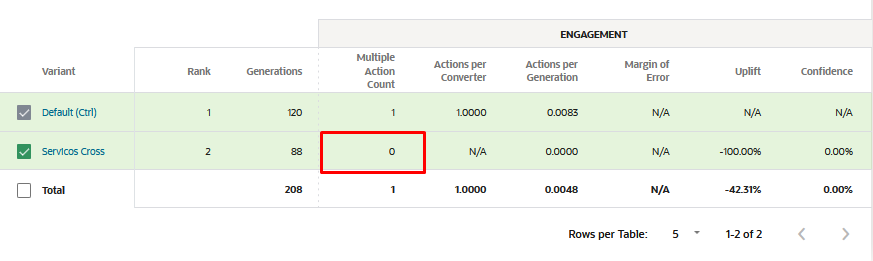 ENGAGEMENT
Variant Rank Generations Multiple Action Count Actions per Converter Actions per Generation Margin of Error Uplift Confidence
Default (Ctrl) 1 120 1 1.0000 0.0083 N/A N/A N/A
Servicos Cross 2 88 0 N/A 0.0000 N/A -100.00% 0.00%
Total 208 1 1.0000 0.0048 N/A -42.31% 0.00%
Rows per Table: 5 1-2 of 2